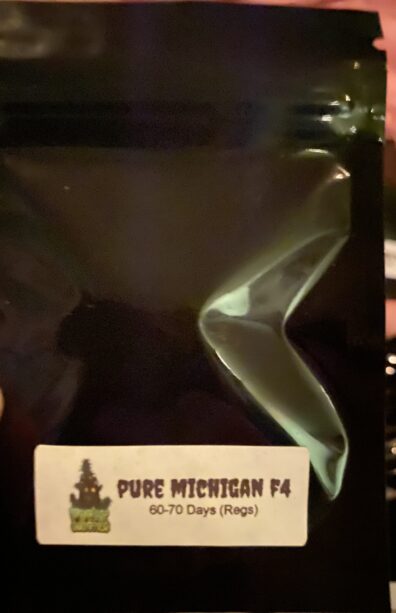 PURE MICHIGAN F4
60-70 Days (Regs)